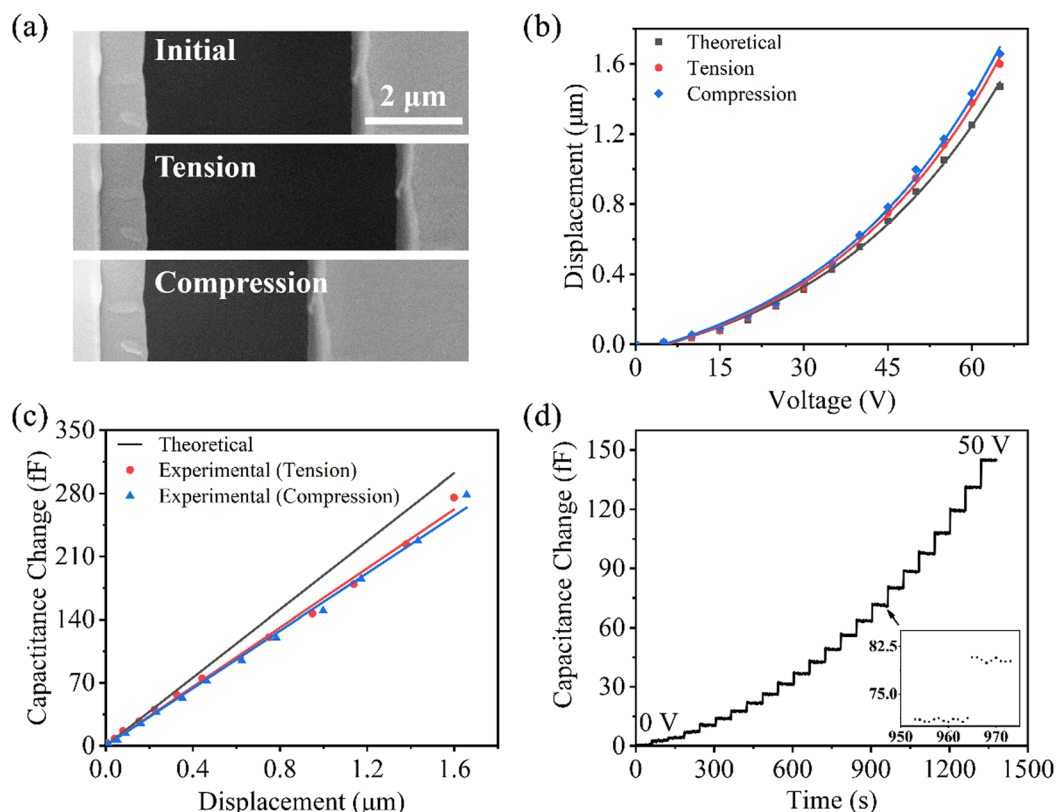 (a)
Initial
2 μm
Tension
Compression
(b)
Theoretical
Tension
Compression
Displacement (μm)
1.6
1.2
0.8
0.4
0.0
0 15 30 45 60
Voltage (V)
(c)
Theoretical
Experimental (Tension)
Experimental (Compression)
Capactitance Change (fF)
350
280
210
140
70
0
0.0 0.4 0.8 1.2 1.6
Displacement (μm)
(d)
50 V
0 V
Capacitance Change (fF)
150
120
90
60
30
0
82.5
75.0
950 960 970
0 300 600 900 1200 1500
Time (s)